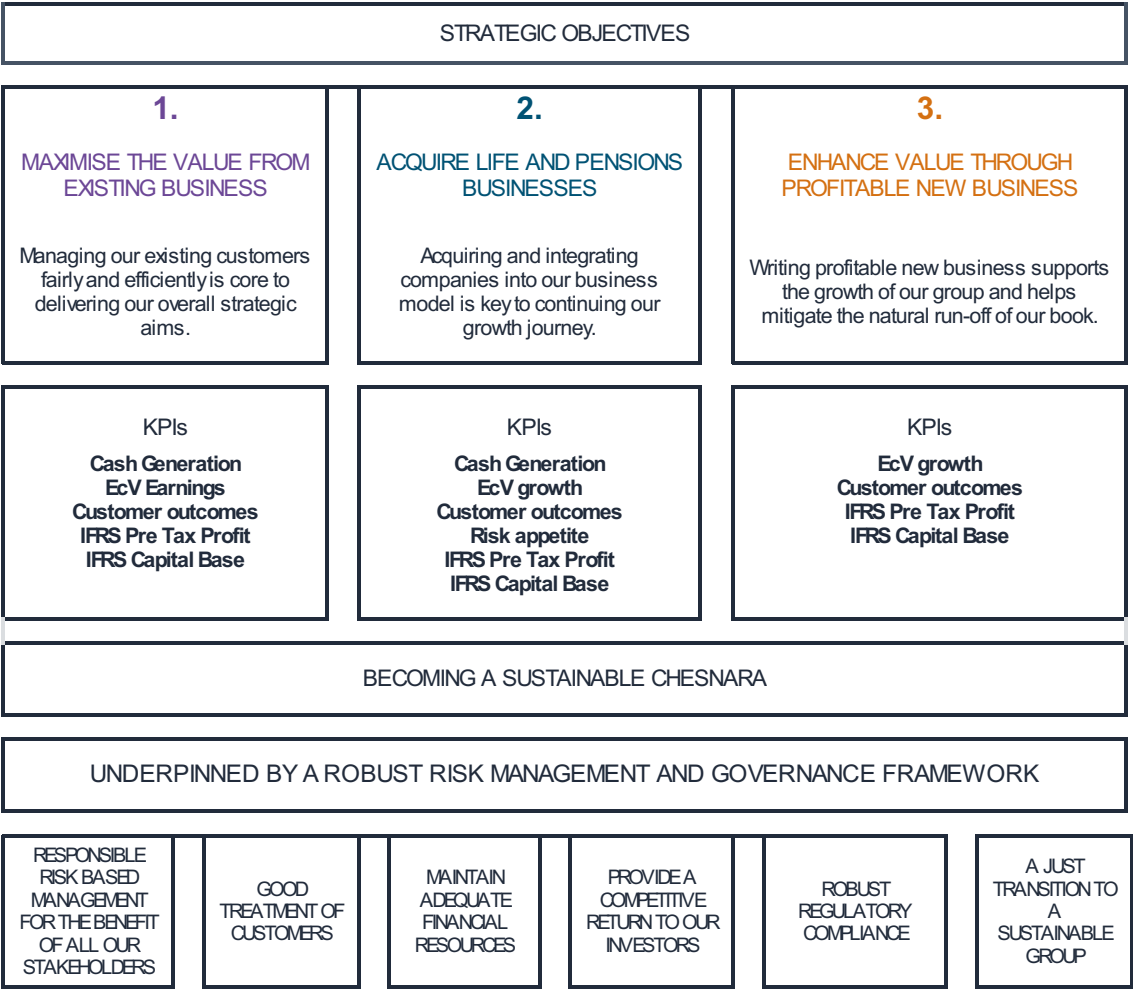 STRATEGIC OBJECTIVES
1.
MAXIMISE THE VALUE FROM
EXISTING BUSINESS
Managing our existing customers
fairly and efficiently is core to
delivering our overall strategic
aims.
2.
ACQUIRE LIFE AND PENSIONS
BUSINESSES
Acquiring and integrating
companies into our business
model is key to continuing our
growth journey.
3.
ENHANCE VALUE THROUGH
PROFITABLE NEW BUSINESS
Writing profitable new business supports
the growth of our group and helps
mitigate the natural run-off of our book.
KPIs
Cash Generation
EcV Earnings
Customer outcomes
IFRS Pre Tax Profit
IFRS Capital Base
KPIs
Cash Generation
EcV growth
Customer outcomes
Risk appetite
IFRS Pre Tax Profit
IFRS Capital Base
KPIs
EcV growth
Customer outcomes
IFRS Pre Tax Profit
IFRS Capital Base
BECOMING A SUSTAINABLE CHESNARA
UNDERPINNED BY A ROBUST RISK MANAGEMENT AND GOVERNANCE FRAMEWORK
RESPONSIBLE
RISK BASED
MANAGEMENT
FOR THE BENEFIT
OF ALL OUR
STAKEHOLDERS
GOOD
TREATMENT OF
CUSTOMERS
MAINTAIN
ADEQUATE
FINANCIAL
RESOURCES
PROVIDE A
COMPETITIVE
RETURN TO OUR
INVESTORS
ROBUST
REGULATORY
COMPLIANCE
A JUST
TRANSITION TO
A
SUSTAINABLE
GROUP